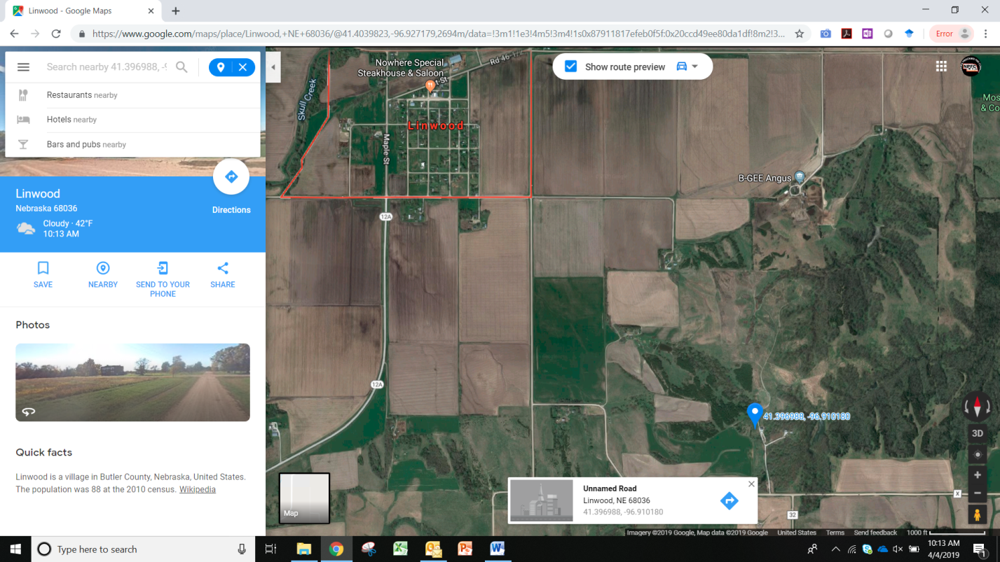 Linwood - Google Maps
https://www.google.com/maps/place/Linwood,+NE+68036/@41.4039823,-96.927179,2694m/data=!3m1!1e3!4m5!3m4!1s0x87911817efeb0f5f:0x20ccd49ee80da1df!8m2!3...
Error
Search nearby 41.396988, -9
Restaurants nearby
Hotels nearby
Bars and pubs nearby
Linwood
Nebraska 68036
Cloudy · 42°F
10:13 AM
Directions
SAVE
NEARBY
SEND TO YOUR
PHONE
SHARE
Photos
Quick facts
Linwood is a village in Butler County, Nebraska, United States.
The population was 88 at the 2010 census. Wikipedia
Show route preview
Nowhere Special
Steakhouse & Saloon
Rd 46-1/2
t-St
Skull Creek
Linwood
Maple St
Mos
& Co
B-GEE Angus
12A
12A
41.396988, -96.910180
3D
X
32
Map
Unnamed Road
Linwood, NE 68036
41.396988, -96.910180
Imagery ©2019 Google, Map data ©2019 Google
United States
Terms
Send feedback
1000 ft
Type here to search
10:13 AM
4/4/2019
1